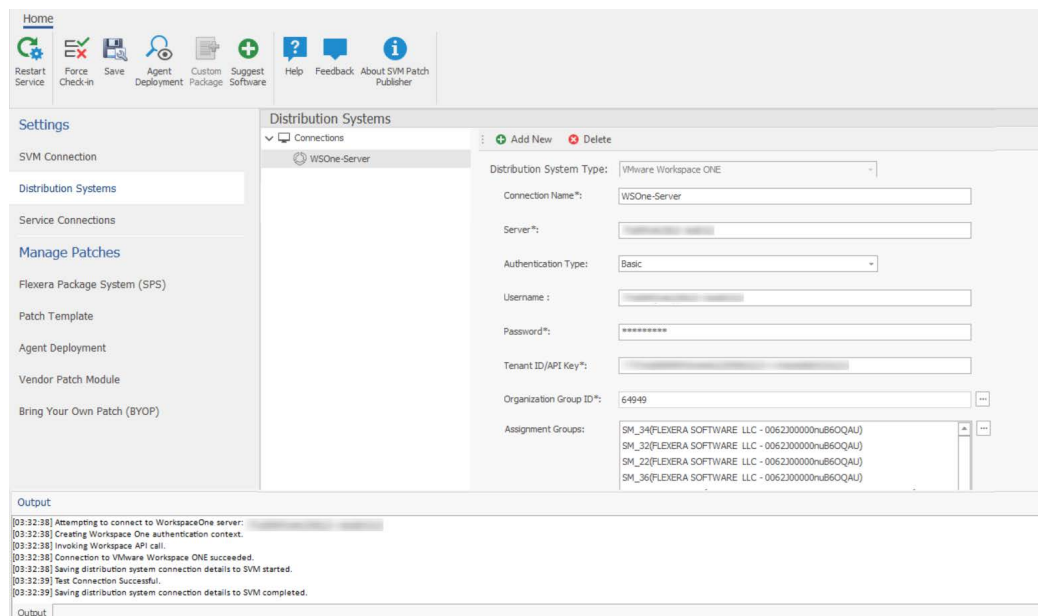 Home
Restart Service
Force Check-in
Save
Agent Deployment
Custom Package
Suggest Software
Help
Feedback
About SVM Patch Publisher
Settings
SVM Connection
Distribution Systems
Service Connections
Manage Patches
Flexera Package System (SPS)
Patch Template
Agent Deployment
Vendor Patch Module
Bring Your Own Patch (BYOP)
Distribution Systems
Connections
WSOne-Server
Add New
Delete
Distribution System Type: VMware Workspace ONE
Connection Name*: WSOne-Server
Server*:
Authentication Type: Basic
Username :
Password*: *********
Tenant ID/API Key*:
Organization Group ID*: 64949 ...
Assignment Groups: SM_34(FLEXERA SOFTWARE LLC - 0062J00000nuB6OQAU) ...
SM_32(FLEXERA SOFTWARE LLC - 0062J00000nuB6OQAU)
SM_22(FLEXERA SOFTWARE LLC - 0062J00000nuB6OQAU)
SM_36(FLEXERA SOFTWARE LLC - 0062J00000nuB6OQAU)
Output
[03:32:38] Attempting to connect to WorkspaceOne server:
[03:32:38] Creating Workspace One authentication context.
[03:32:38] Invoking Workspace API call.
[03:32:38] Connection to VMware Workspace ONE succeeded.
[03:32:38] Saving distribution system connection details to SVM started.
[03:32:39] Test Connection Successful.
[03:32:39] Saving distribution system connection details to SVM completed.
Output